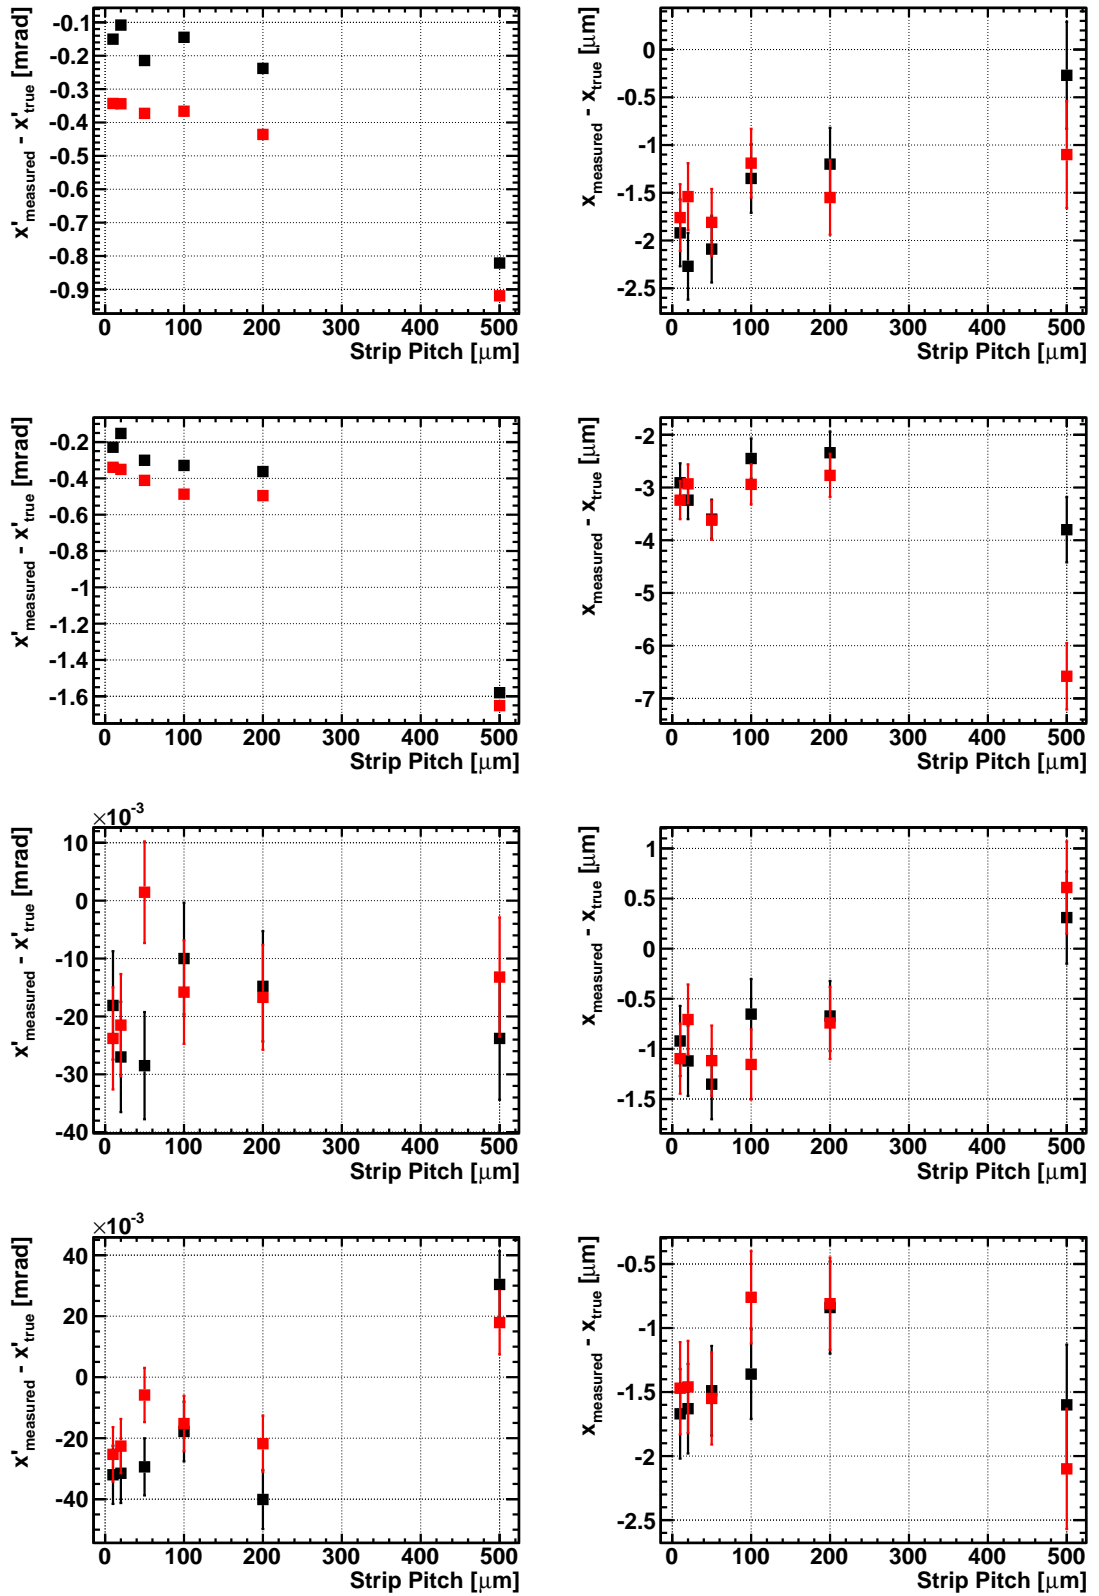 x'measured - x'true [mrad]
-0.1
-0.2
-0.3
-0.4
-0.5
-0.6
-0.7
-0.8
-0.9
0 100 200 300 400 500
Strip Pitch [μm]
xmeasured - xtrue [μm]
0
-0.5
-1
-1.5
-2
-2.5
0 100 200 300 400 500
Strip Pitch [μm]
x'measured - x'true [mrad]
-0.2
-0.4
-0.6
-0.8
-1
-1.2
-1.4
-1.6
0 100 200 300 400 500
Strip Pitch [μm]
xmeasured - xtrue [μm]
-2
-3
-4
-5
-6
-7
0 100 200 300 400 500
Strip Pitch [μm]
×10-3
x'measured - x'true [mrad]
10
0
-10
-20
-30
-40
0 100 200 300 400 500
Strip Pitch [μm]
xmeasured - xtrue [μm]
1
0.5
0
-0.5
-1
-1.5
0 100 200 300 400 500
Strip Pitch [μm]
×10-3
x'measured - x'true [mrad]
40
20
0
-20
-40
0 100 200 300 400 500
Strip Pitch [μm]
xmeasured - xtrue [μm]
-0.5
-1
-1.5
-2
-2.5
0 100 200 300 400 500
Strip Pitch [μm]